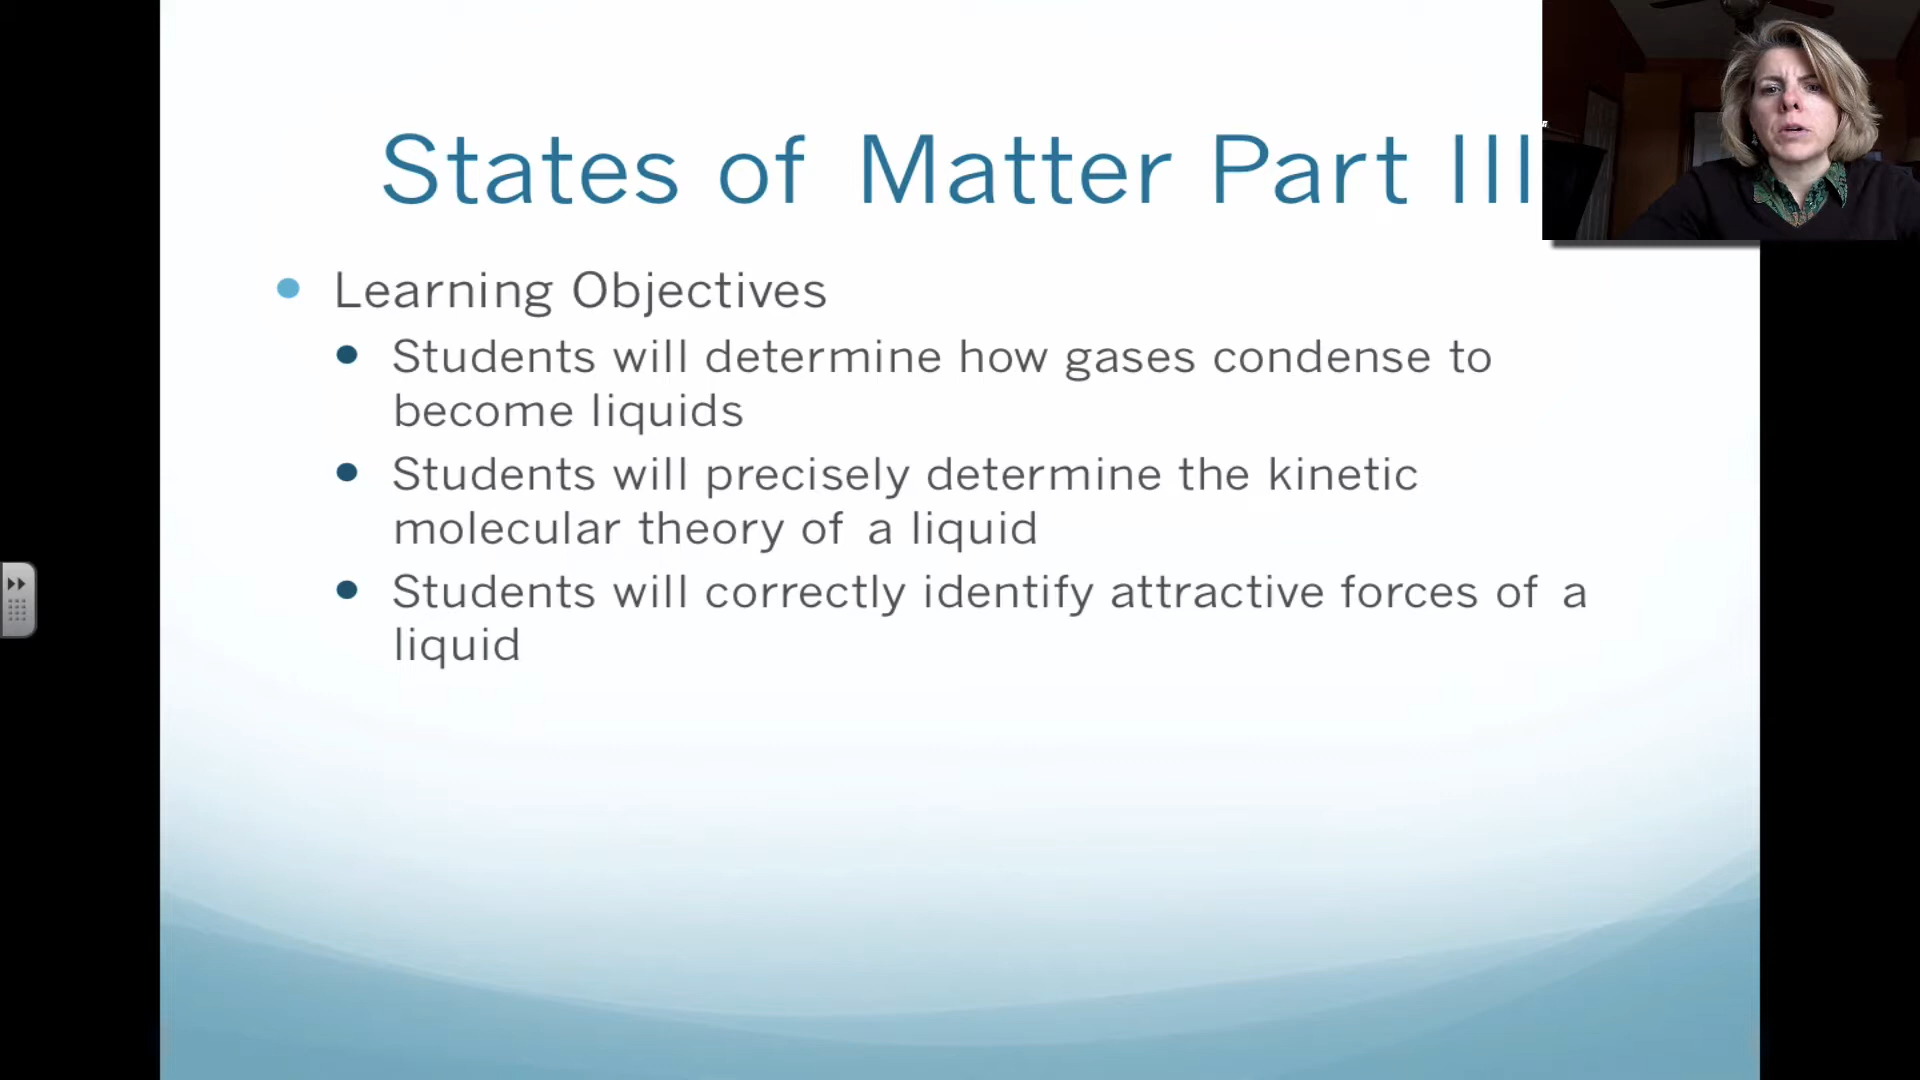 States of Matter Part III
Learning Objectives
Students will determine how gases condense to
become liquids
Students will precisely determine the kinetic
molecular theory of a liquid
Students will correctly identify attractive forces of a
liquid